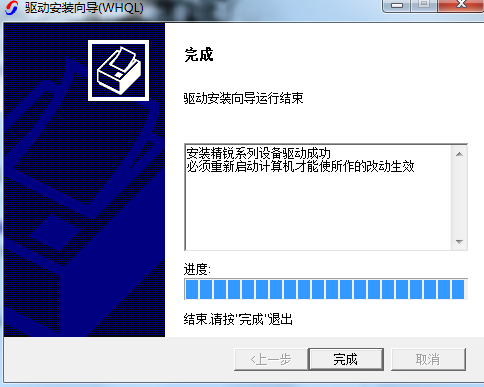 驱动安装向导(WHQL)
完成
驱动安装向导运行结束
安装精锐系列设备驱动成功
必须重新启动计算机才能使所作的改动生效
进度:
结束.请按"完成"退出
<上一步 完成 取消